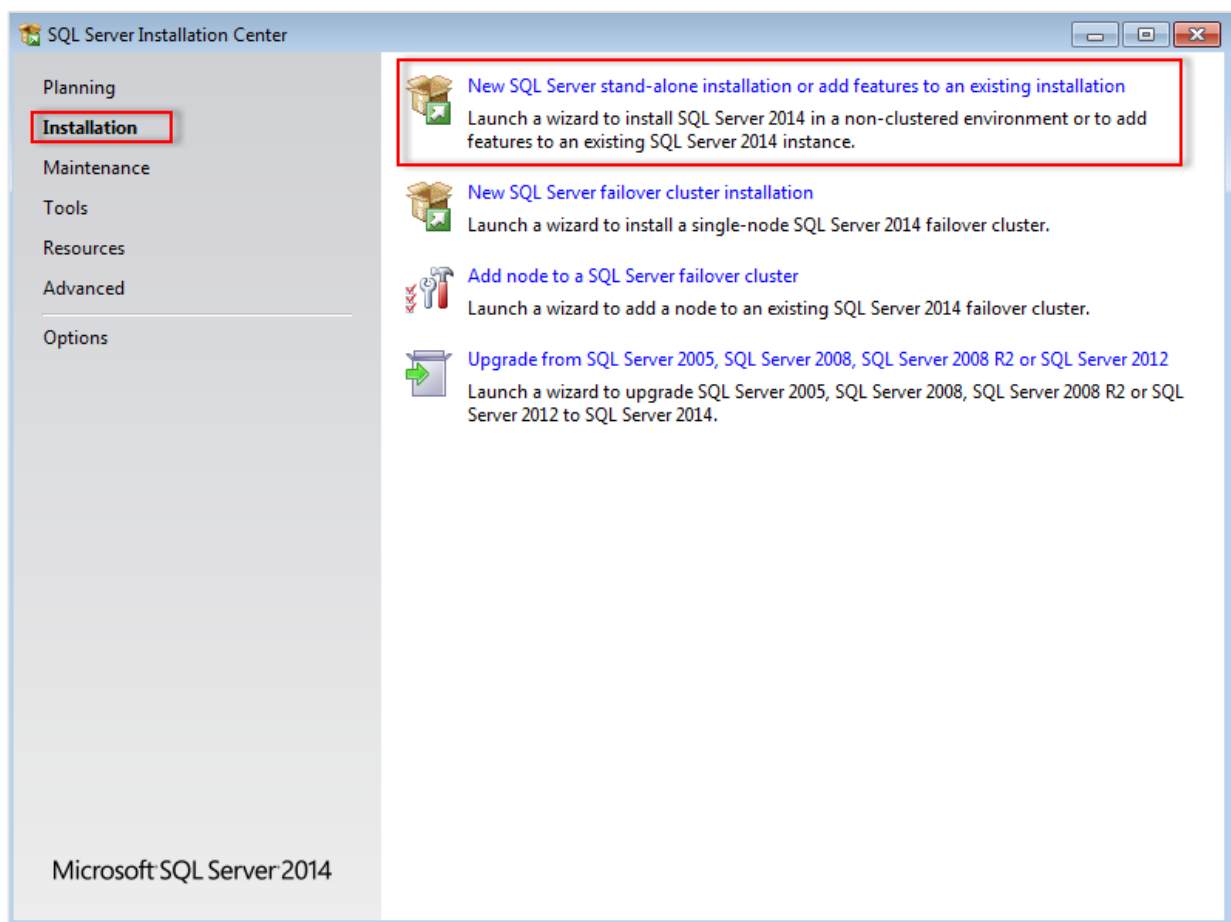 SQL Server Installation Center
Planning
Installation
Maintenance
Tools
Resources
Advanced
Options
New SQL Server stand-alone installation or add features to an existing installation
Launch a wizard to install SQL Server 2014 in a non-clustered environment or to add
features to an existing SQL Server 2014 instance.
New SQL Server failover cluster installation
Launch a wizard to install a single-node SQL Server 2014 failover cluster.
Add node to a SQL Server failover cluster
Launch a wizard to add a node to an existing SQL Server 2014 failover cluster.
Upgrade from SQL Server 2005, SQL Server 2008, SQL Server 2008 R2 or SQL Server 2012
Launch a wizard to upgrade SQL Server 2005, SQL Server 2008, SQL Server 2008 R2 or SQL
Server 2012 to SQL Server 2014.
Microsoft SQL Server 2014